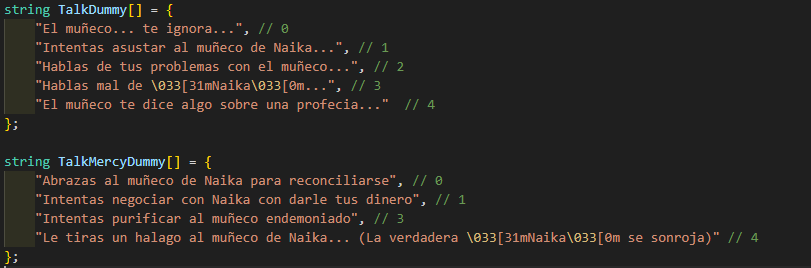 string TalkDummy[] = {
    "El muñeco... te ignora...", // 0
    "Intentas asustar al muñeco de Naika...", // 1
    "Hablas de tus problemas con el muñeco...", // 2
    "Hablas mal de \033[31mNaika\033[0m...", // 3
    "El muñeco te dice algo sobre una profecia..."  // 4
};

string TalkMercyDummy[] = {
    "Abrazas al muñeco de Naika para reconciliarse", // 0
    "Intentas negociar con Naika con darle tus dinero", // 1
    "Intentas purificar al muñeco endemoniado", // 3
    "Le tiras un halago al muñeco de Naika... (La verdadera \033[31mNaika\033[0m se sonroja)" // 4
};